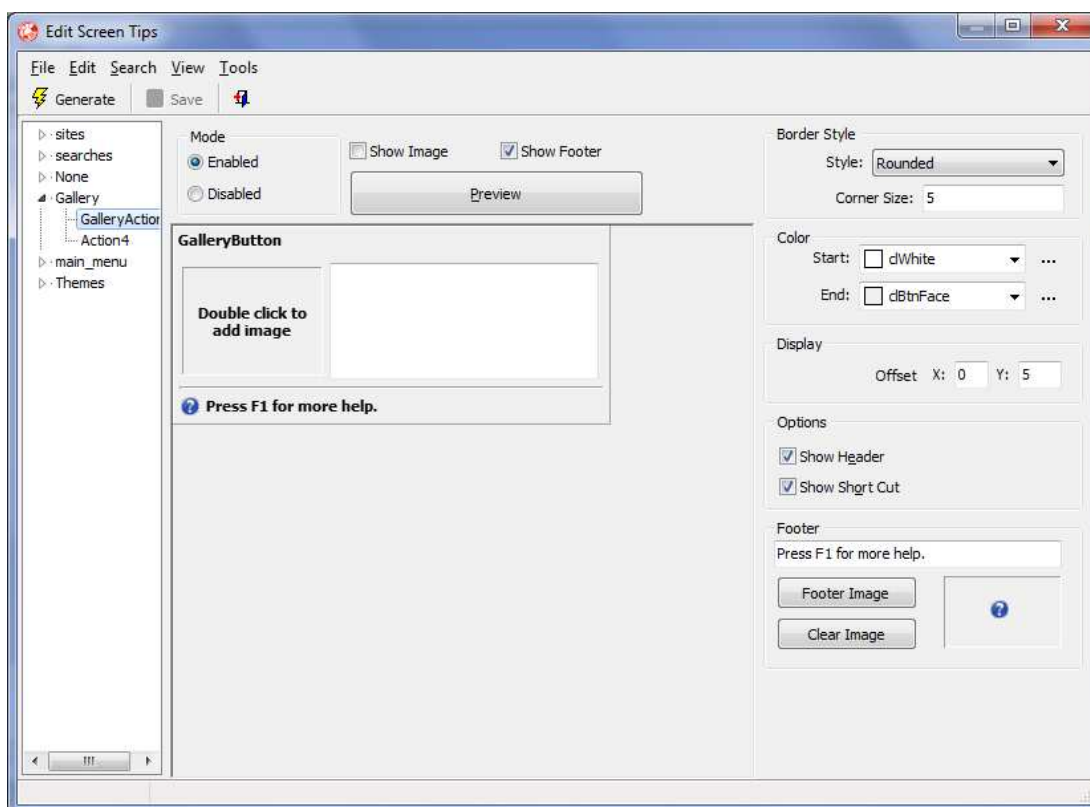 Edit Screen Tips
File Edit Search View Tools
Generate Save
sites
searches
None
Gallery
GalleryAction
Action4
main_menu
Themes
Mode
Enabled
Disabled
Show Image Show Footer
Preview
GalleryButton
Double click to
add image
Press F1 for more help.
Border Style
Style: Rounded
Corner Size: 5
Color
Start: clWhite ...
End: clBtnFace ...
Display
Offset X: 0 Y: 5
Options
Show Header
Show Short Cut
Footer
Press F1 for more help.
Footer Image
Clear Image